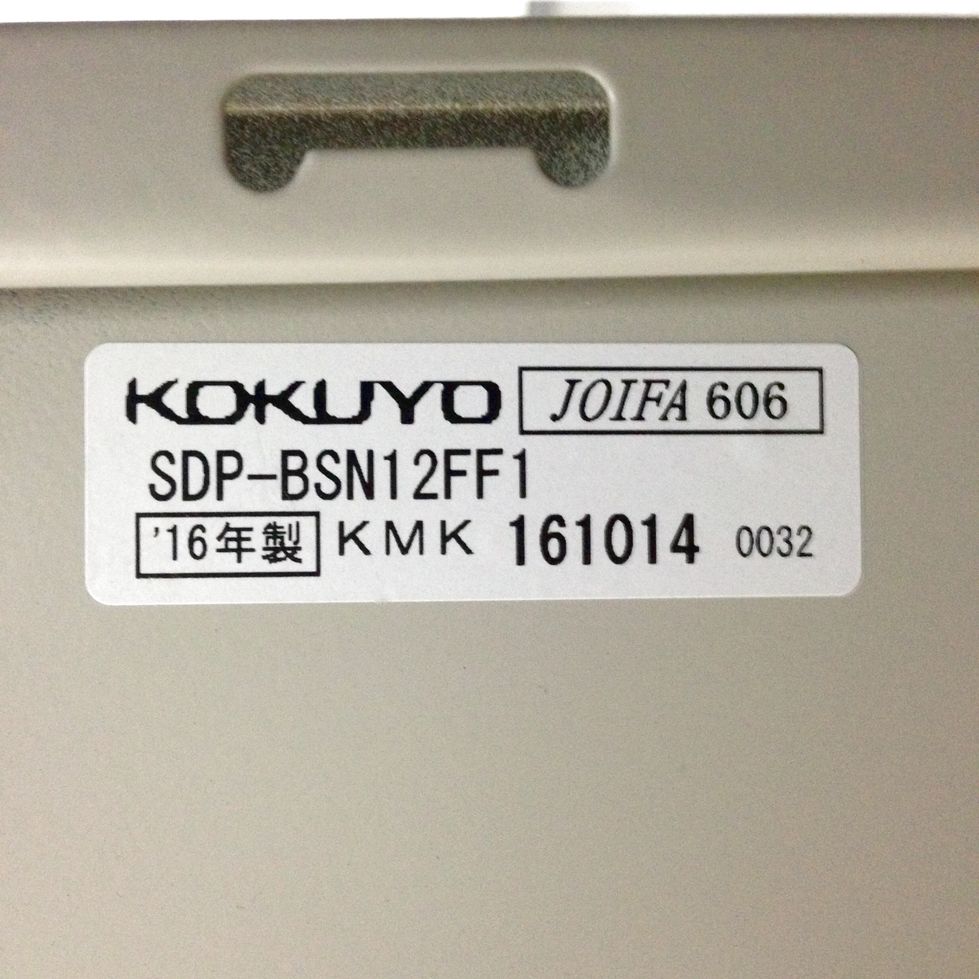 KOKUYO JOIFA 606
SDP-BSN12FF1
'16年製 KMK 161014 0032